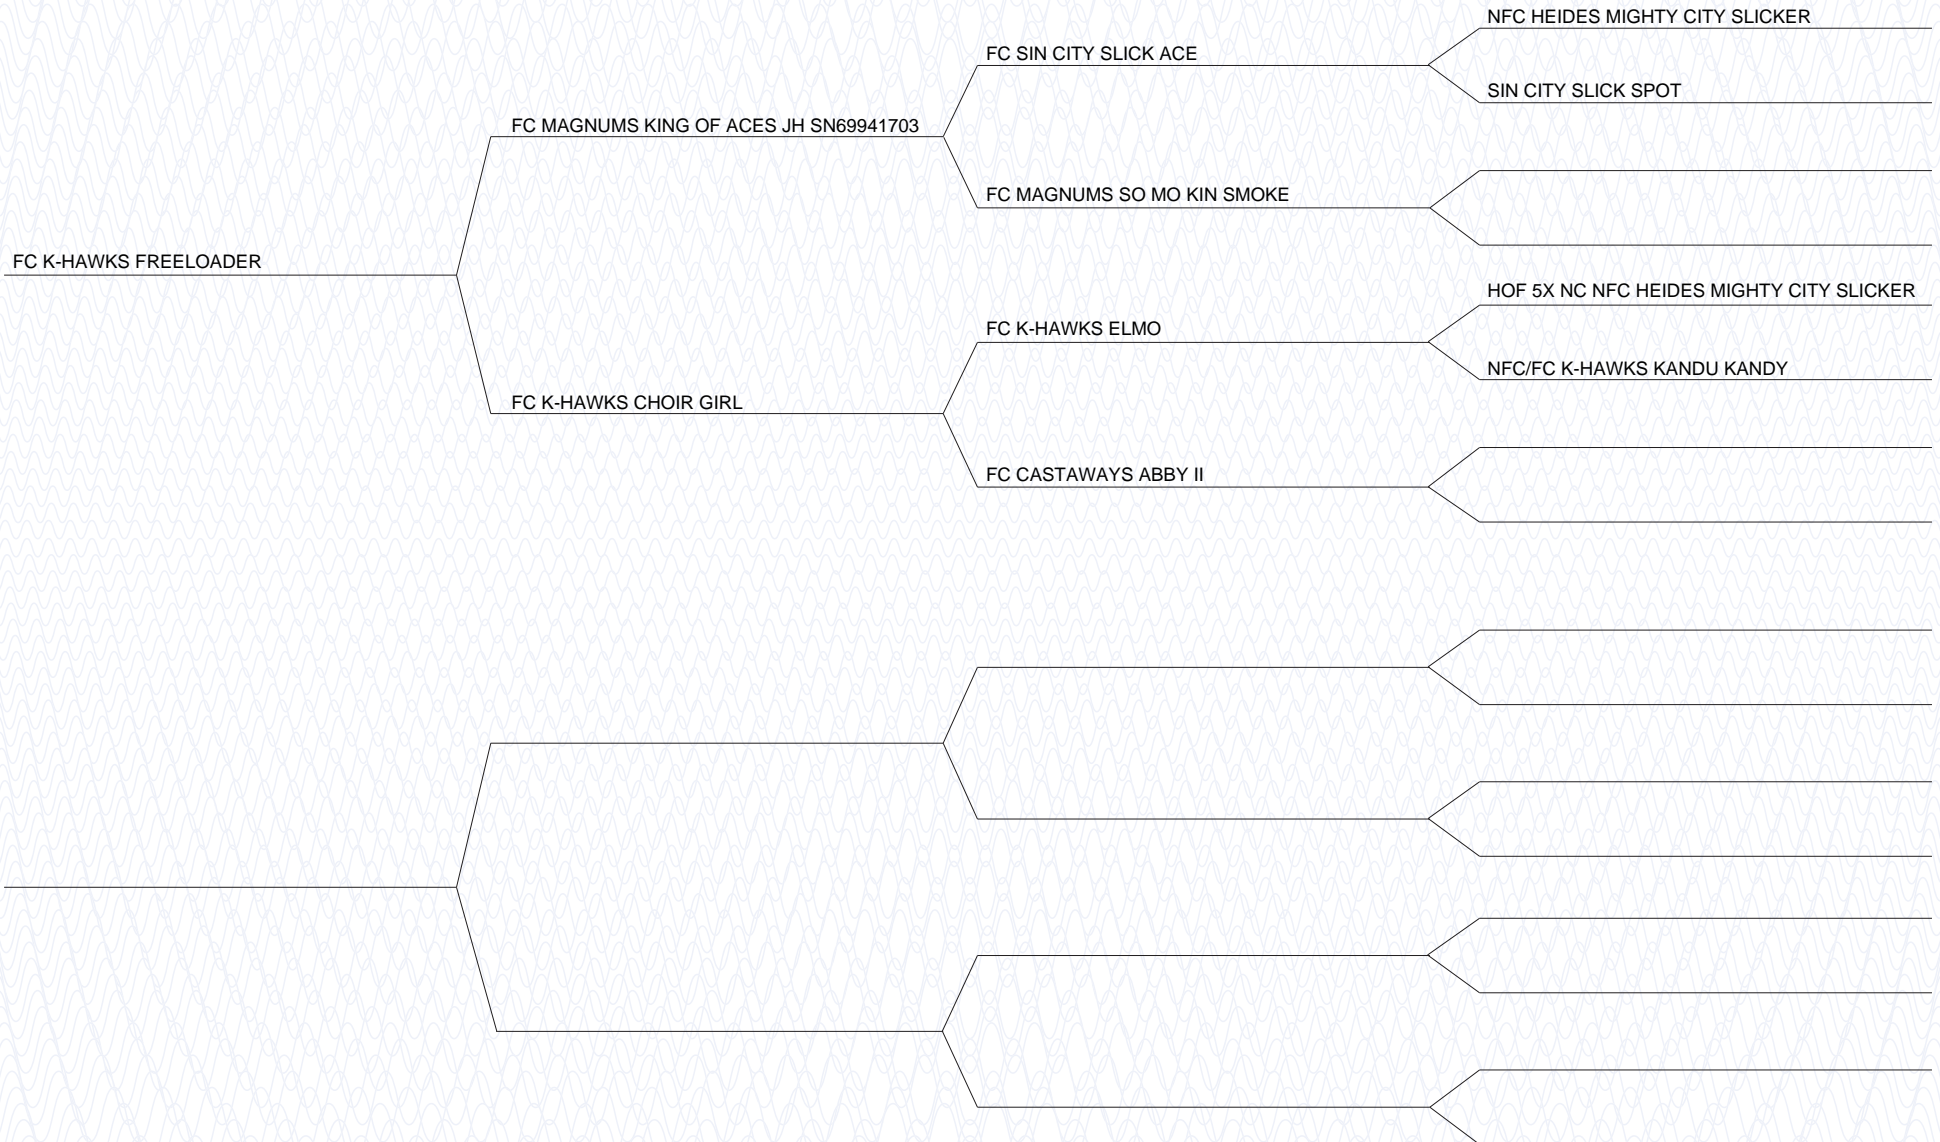 NFC HEIDES MIGHTY CITY SLICKER
FC SIN CITY SLICK ACE
SIN CITY SLICK SPOT
FC MAGNUMS KING OF ACES JH SN69941703
FC MAGNUMS SO MO KIN SMOKE
FC K-HAWKS FREELOADER
HOF 5X NC NFC HEIDES MIGHTY CITY SLICKER
FC K-HAWKS ELMO
NFC/FC K-HAWKS KANDU KANDY
FC K-HAWKS CHOIR GIRL
FC CASTAWAYS ABBY II